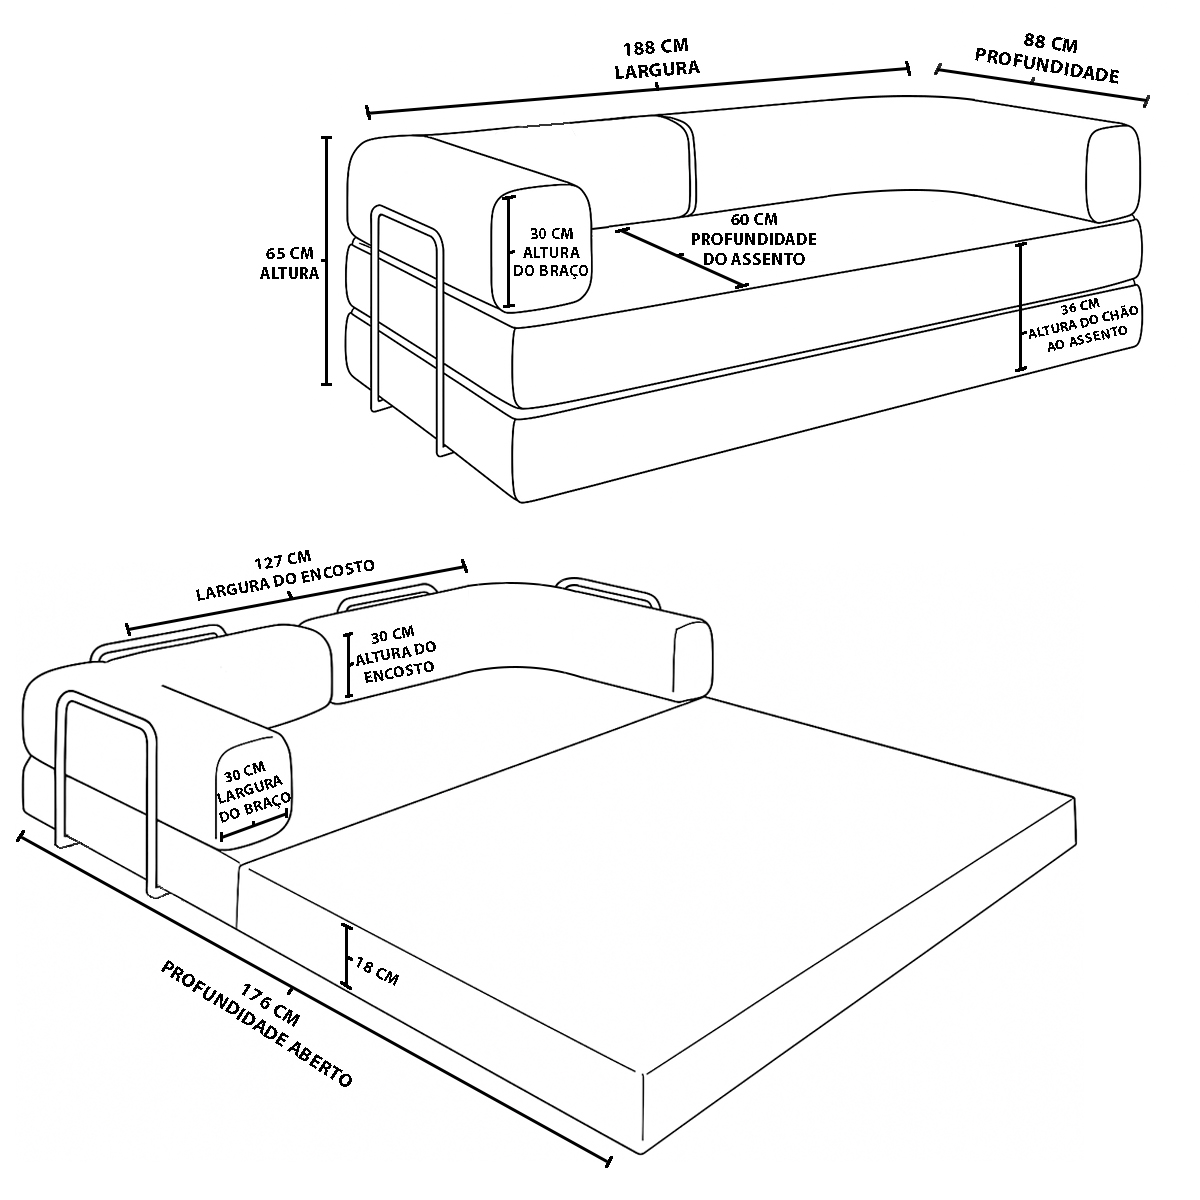 188 CM
LARGURA
88 CM
PROFUNDIDADE
65 CM
ALTURA
30 CM
ALTURA
DO BRAÇO
60 CM
PROFUNDIDADE
DO ASSENTO
36 CM
ALTURA DO CHÃO
AO ASSENTO
127 CM
LARGURA DO ENCOSTO
30 CM
ALTURA DO
ENCOSTO
30 CM
LARGURA
DO BRAÇO
18 CM
176 CM
PROFUNDIDADE ABERTO